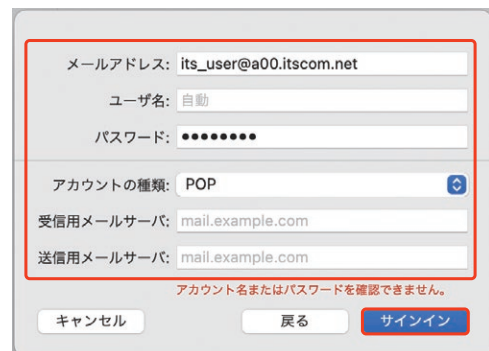 メールアドレス: its_user@a00.itscom.net
ユーザ名: 自動
パスワード: ●●●●●●●●
アカウントの種類: POP
受信用メールサーバ: mail.example.com
送信用メールサーバ: mail.example.com
アカウント名またはパスワードを確認できません。
キャンセル 戻る サインイン